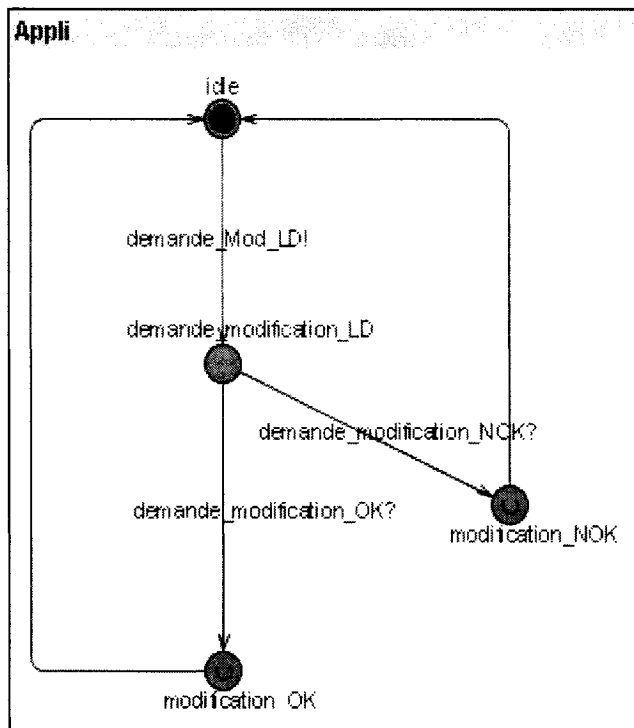 Appli
idle
demande_Mod_LD!
demande_modification_LD
demande_modification_NOK?
demande_modification_OK?
modification_NOK
modification_OK